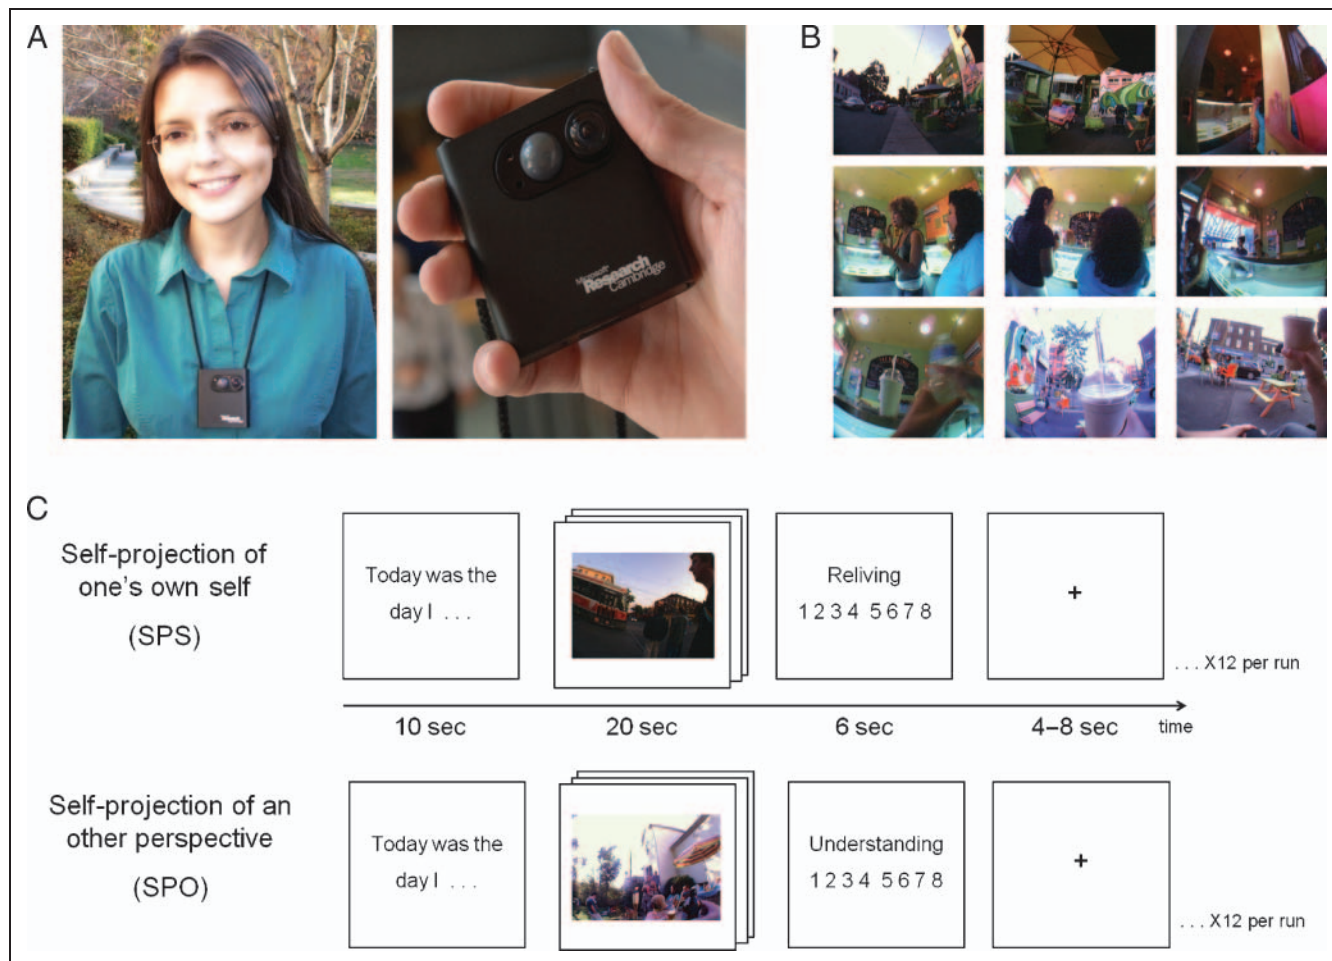 A
B
Microsoft
Research
Cambridge
C
Self-projection of
one's own self
(SPS)
Today was the
day I . . .
Reliving
1 2 3 4 5 6 7 8
+
. . . X12 per run
10 sec
20 sec
6 sec
4–8 sec
time
Self-projection of an
other perspective
(SPO)
Today was the
day I . . .
Understanding
1 2 3 4 5 6 7 8
+
. . . X12 per run